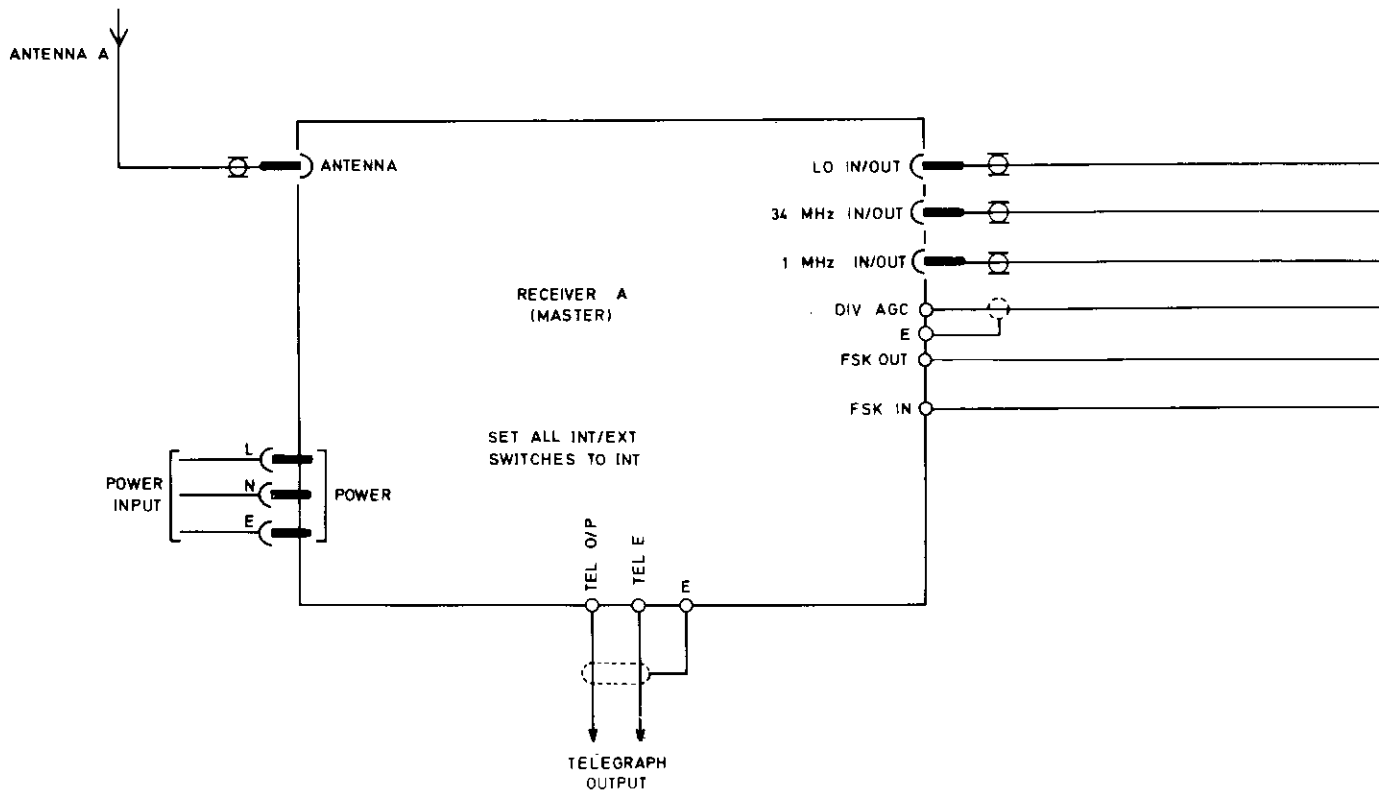 ANTENNA A
ANTENNA
LO IN/OUT
34 MHz IN/OUT
1 MHz IN/OUT
RECEIVER A
(MASTER)
DIV AGC
E
FSK OUT
FSK IN
SET ALL INT/EXT
SWITCHES TO INT
POWER
INPUT
L
N
E
POWER
TEL O/P
TEL E
E
TELEGRAPH
OUTPUT